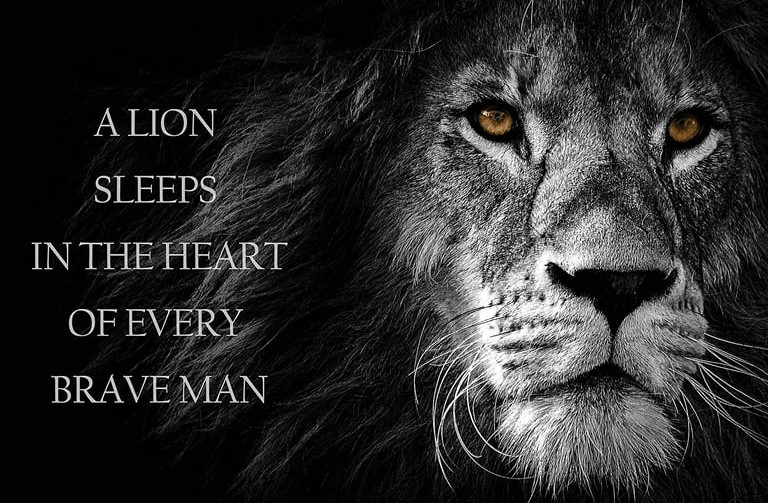 A LION
SLEEPS
IN THE HEART
OF EVERY
BRAVE MAN